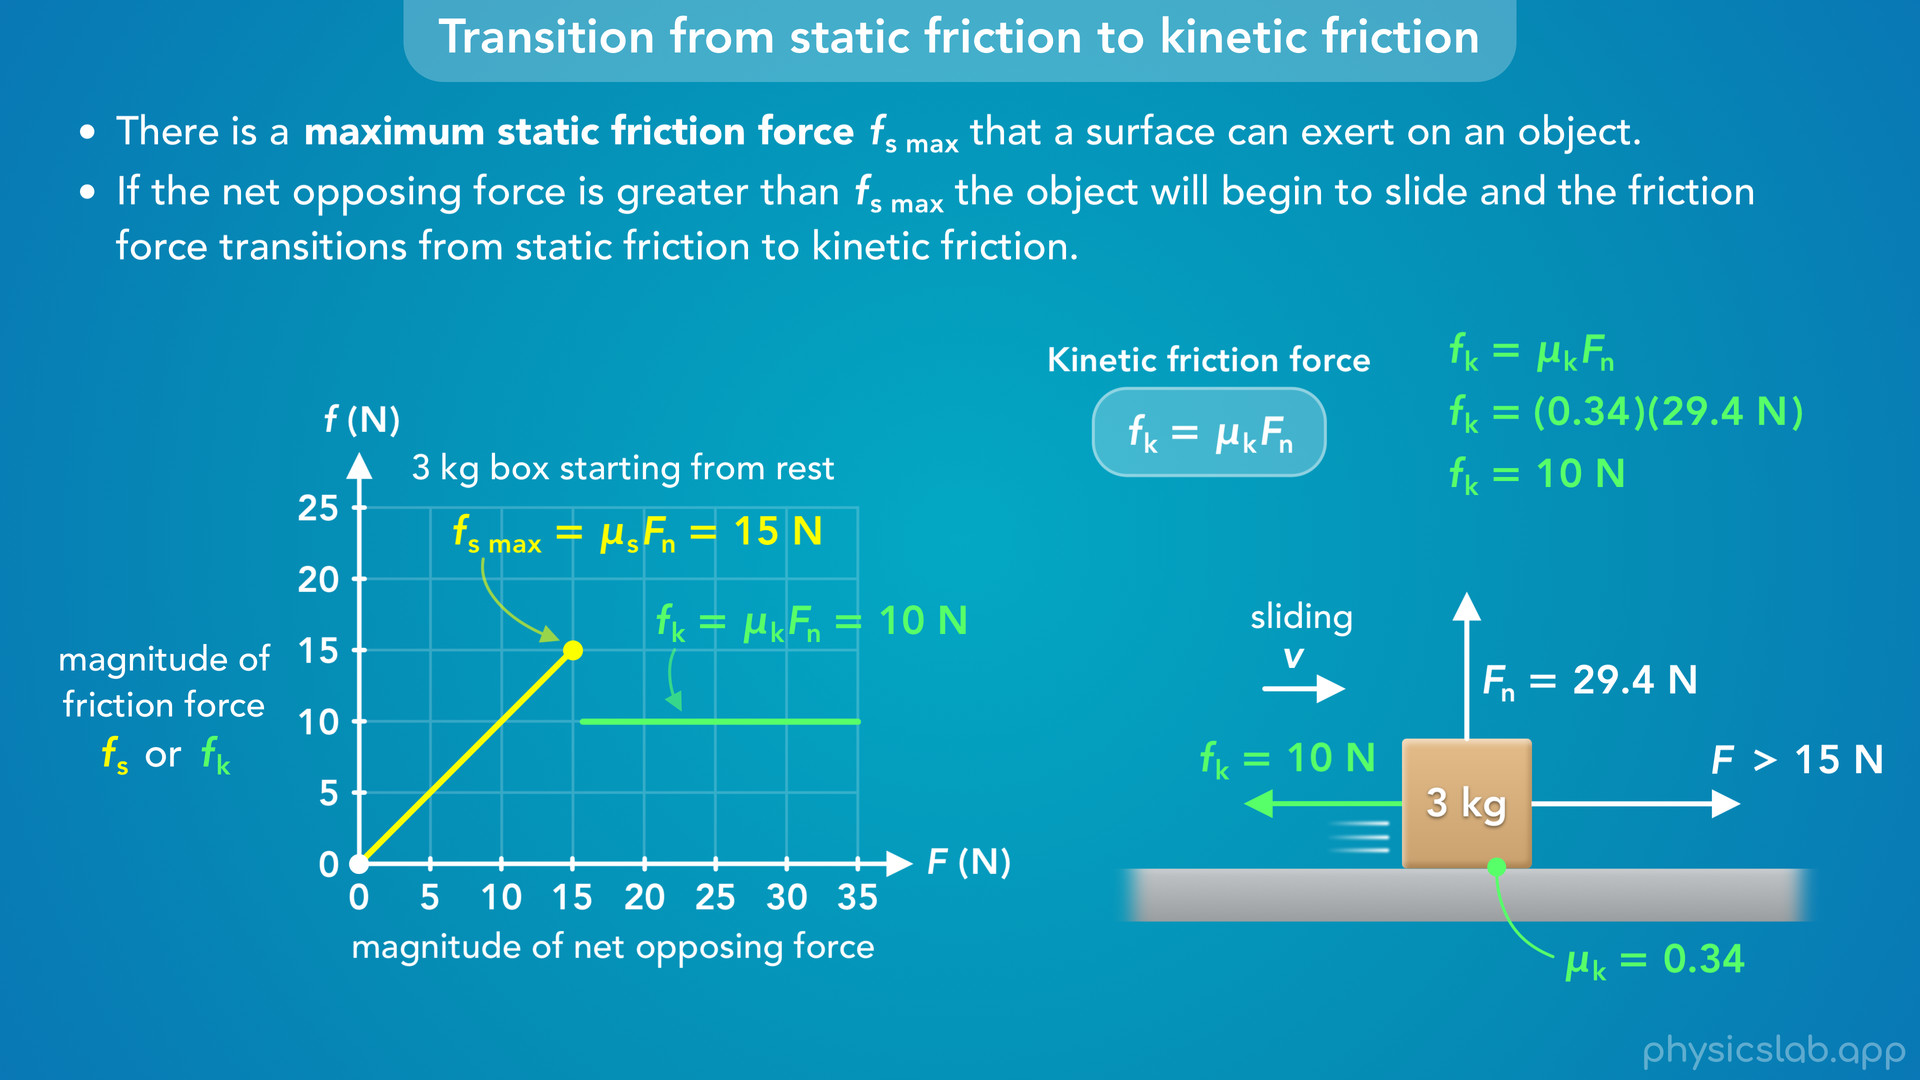 Transition from static friction to kinetic friction
• There is a maximum static friction force fs max that a surface can exert on an object.
• If the net opposing force is greater than fs max the object will begin to slide and the friction
force transitions from static friction to kinetic friction.
f (N)
3 kg box starting from rest
25
fs max = μsFn = 15 N
20
fk = μkFn = 10 N
15
magnitude of
friction force
fs or fk
10
5
0
0 5 10 15 20 25 30 35
F (N)
magnitude of net opposing force
Kinetic friction force
fk = μkFn
fk = μkFn
fk = (0.34)(29.4 N)
fk = 10 N
sliding
v
Fn = 29.4 N
fk = 10 N
F > 15 N
3 kg
μk = 0.34
physicslab.app